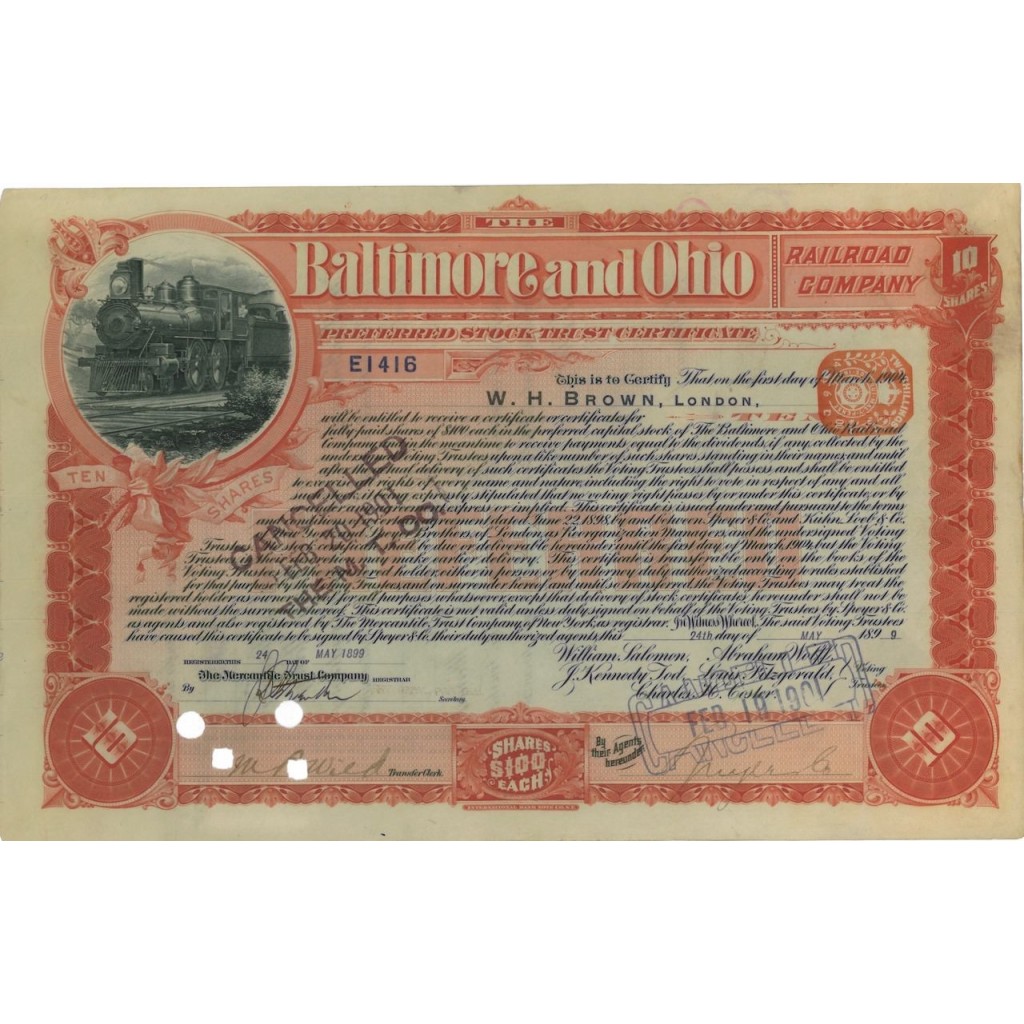 THE
Baltimore and Ohio
RAILROAD
COMPANY
10
SHARES
PREFERRED STOCK TRUST CERTIFICATE
E1416
This is to Certify That on the first day of March, 1904,
W. H. BROWN, LONDON,
will be entitled to receive a certificate or certificates for TEN
fully paid shares of $100 each in the preferred capital stock of The Baltimore and Ohio Railroad
Company and in the meantime to receive payments equal to the dividends, if any, collected by the
undersigned Voting Trustees upon a like number of such shares, standing in their names; and until
after the actual delivery of such certificates the Voting Trustees shall possess and shall be entitled
to exercise all rights of every name and nature, including the right to vote in respect of any and all
such stock, it being expressly stipulated that no voting right passes by or under this certificate, or by
or under any agreement express or implied. This certificate is issued under and pursuant to the terms
and conditions of a certain agreement dated June 22, 1898, by and between Speyer & Co. and Kuhn, Loeb & Co.
of New York and Speyer Brothers, of London, as Reorganization Managers, and the undersigned Voting
Trustees. No stock shall be due or deliverable hereunder until the first day of March, 1904, but the Voting
Trustees in their discretion may make earlier delivery. This certificate is transferable only on the books of the
Voting Trustees by the registered holder, either in person or by attorney duly authorized according to rules established
for that purpose by the Voting Trustees, and on surrender hereof; and until so transferred the Voting Trustees may treat the
registered holder as owner hereof for all purposes whatsoever, except that delivery of stock certificates hereunder shall not be
made without the surrender hereof. This certificate is not valid unless duly signed on behalf of the Voting Trustees by Speyer & Co.
as agents and also registered by The Mercantile Trust Company of New York, as registrar. In Witness Whereof, The said Voting Trustees
have caused this certificate to be signed by Speyer & Co. their duly authorized agents, this 24th day of MAY 1899
TEN SHARES
CANCELLED
THE M. T. CO.
REGISTERED THIS 24 DAY OF MAY 1899
The Mercantile Trust Company REGISTRAR
By Secretary
William Salomon, Abraham Wolff,
J. Kennedy Tod, Louis Fitzgerald,
Charles H. Coster,
Voting
Trustees
FEB 19 1901
CANCELLED
10
Transfer Clerk.
SHARES
$100
EACH
By
their Agents
hereunder
Speyer & Co
10